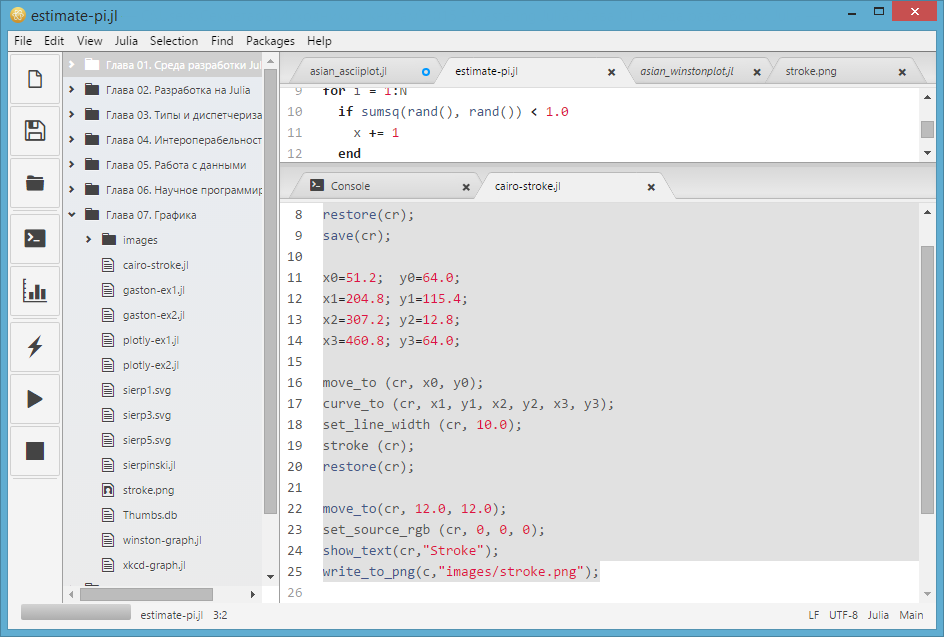 estimate-pi.jl
File Edit View Julia Selection Find Packages Help
Глава 01. Среда разработки Jul
Глава 02. Разработка на Julia
Глава 03. Типы и диспетчериза
Глава 04. Интероперабельност
Глава 05. Работа с данными
Глава 06. Научное программир
Глава 07. Графика
images
cairo-stroke.jl
gaston-ex1.jl
gaston-ex2.jl
plotly-ex1.jl
plotly-ex2.jl
sierp1.svg
sierp3.svg
sierp5.svg
sierpinski.jl
stroke.png
Thumbs.db
winston-graph.jl
xkcd-graph.jl
asian_asciiplot.jl estimate-pi.jl asian_winstonplot.jl stroke.png
9 for i = 1:N
10 if sumsq(rand(), rand()) < 1.0
11 x += 1
12 end
Console cairo-stroke.jl
8 restore(cr);
9 save(cr);
10
11 x0=51.2; y0=64.0;
12 x1=204.8; y1=115.4;
13 x2=307.2; y2=12.8;
14 x3=460.8; y3=64.0;
15
16 move_to (cr, x0, y0);
17 curve_to (cr, x1, y1, x2, y2, x3, y3);
18 set_line_width (cr, 10.0);
19 stroke (cr);
20 restore(cr);
21
22 move_to(cr, 12.0, 12.0);
23 set_source_rgb (cr, 0, 0, 0);
24 show_text(cr,"Stroke");
25 write_to_png(c,"images/stroke.png");
26
estimate-pi.jl 3:2 LF UTF-8 Julia Main